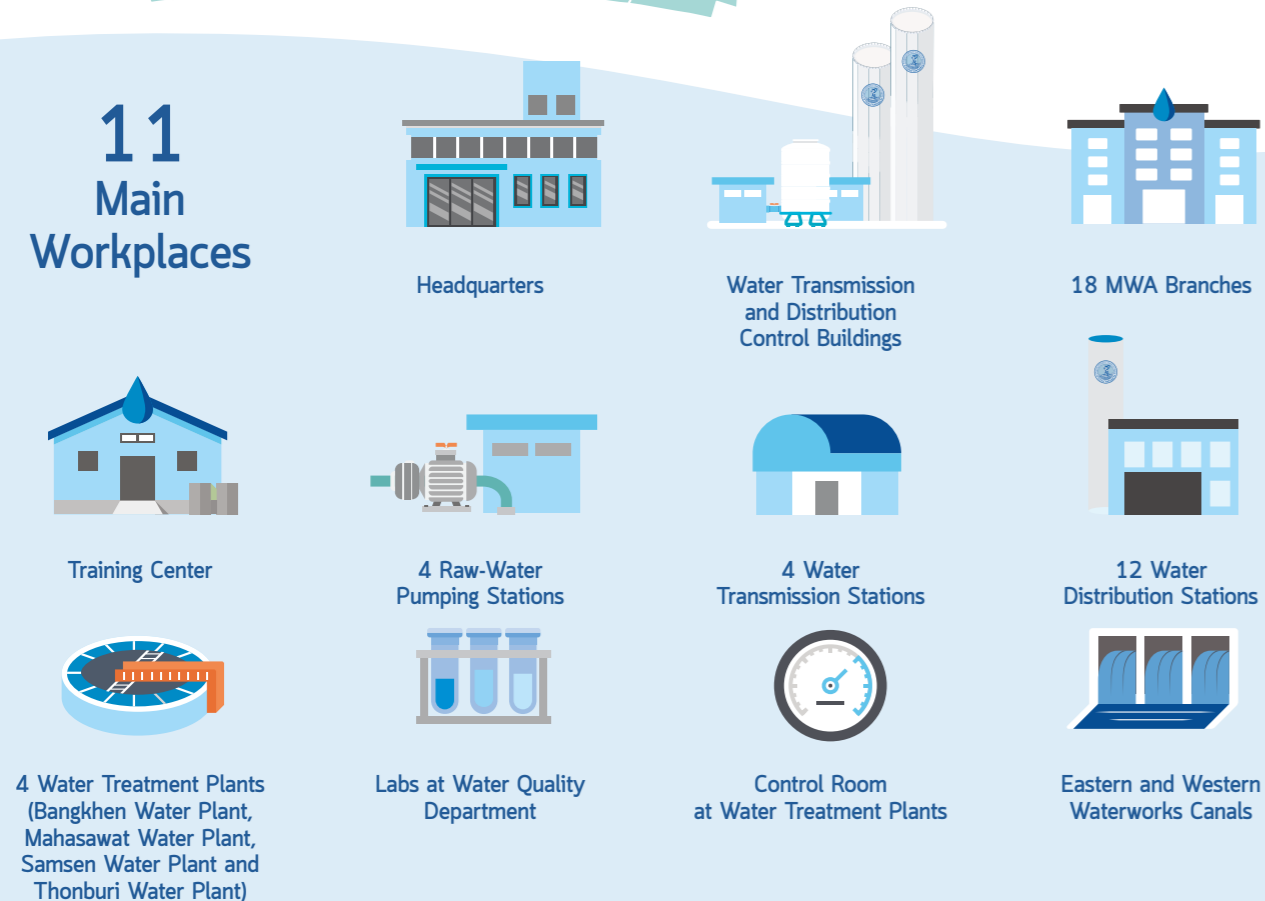 11
Main
Workplaces
Headquarters
Water Transmission
and Distribution
Control Buildings
18 MWA Branches
Training Center
4 Raw-Water
Pumping Stations
4 Water
Transmission Stations
12 Water
Distribution Stations
4 Water Treatment Plants
(Bangkhen Water Plant,
Mahasawat Water Plant,
Samsen Water Plant and
Thonburi Water Plant)
Labs at Water Quality
Department
Control Room
at Water Treatment Plants
Eastern and Western
Waterworks Canals